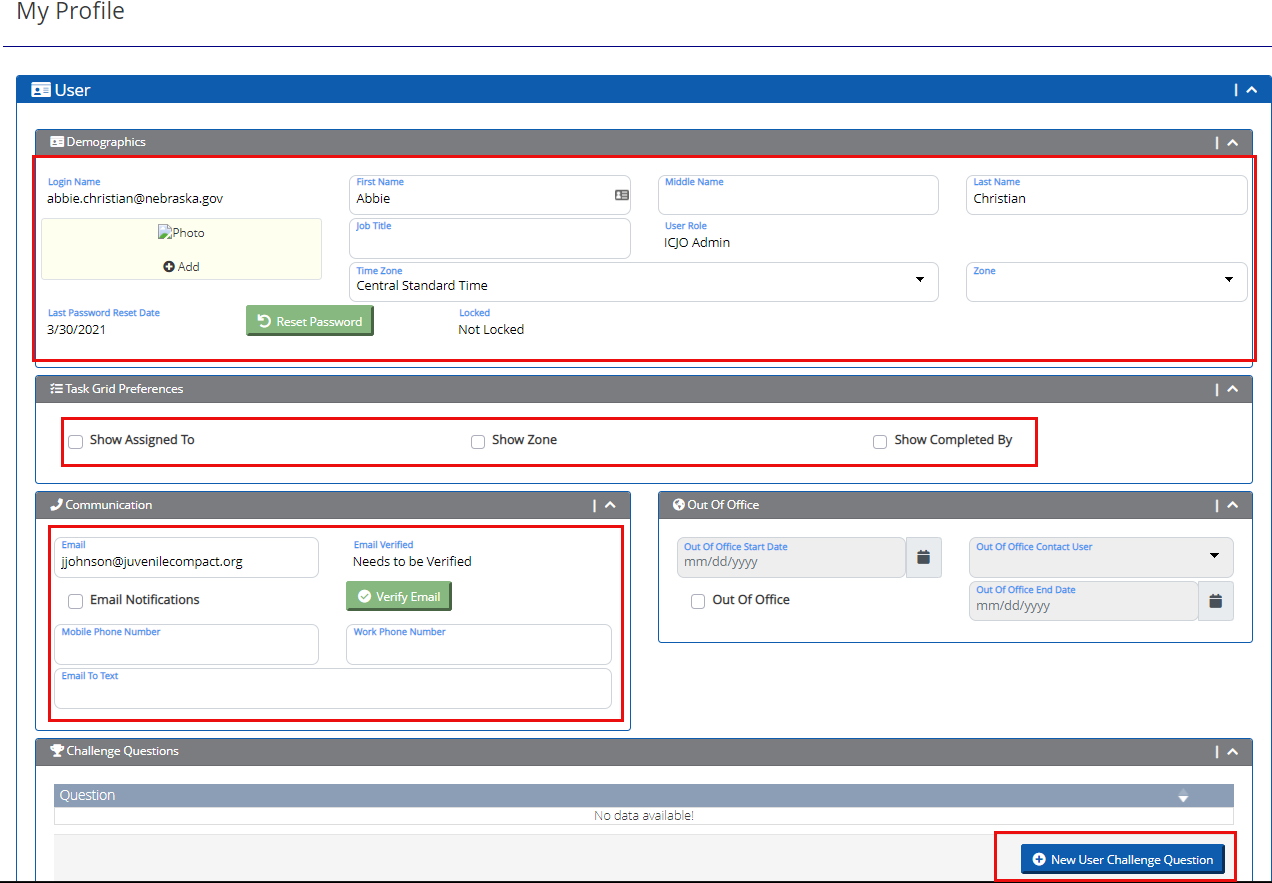 My Profile
User
Demographics
Login Name
abbie.christian@nebraska.gov
First Name
Abbie
Middle Name
Last Name
Christian
Photo
Add
Job Title
User Role
ICJO Admin
Time Zone
Central Standard Time
Zone
Last Password Reset Date
3/30/2021
Reset Password
Locked
Not Locked
Task Grid Preferences
Show Assigned To
Show Zone
Show Completed By
Communication
Email
jjohnson@juvenilecompact.org
Email Verified
Needs to be Verified
Email Notifications
Verify Email
Mobile Phone Number
Work Phone Number
Email To Text
Out Of Office
Out Of Office Start Date
mm/dd/yyyy
Out Of Office Contact User
Out Of Office
Out Of Office End Date
mm/dd/yyyy
Challenge Questions
Question
No data available!
New User Challenge Question